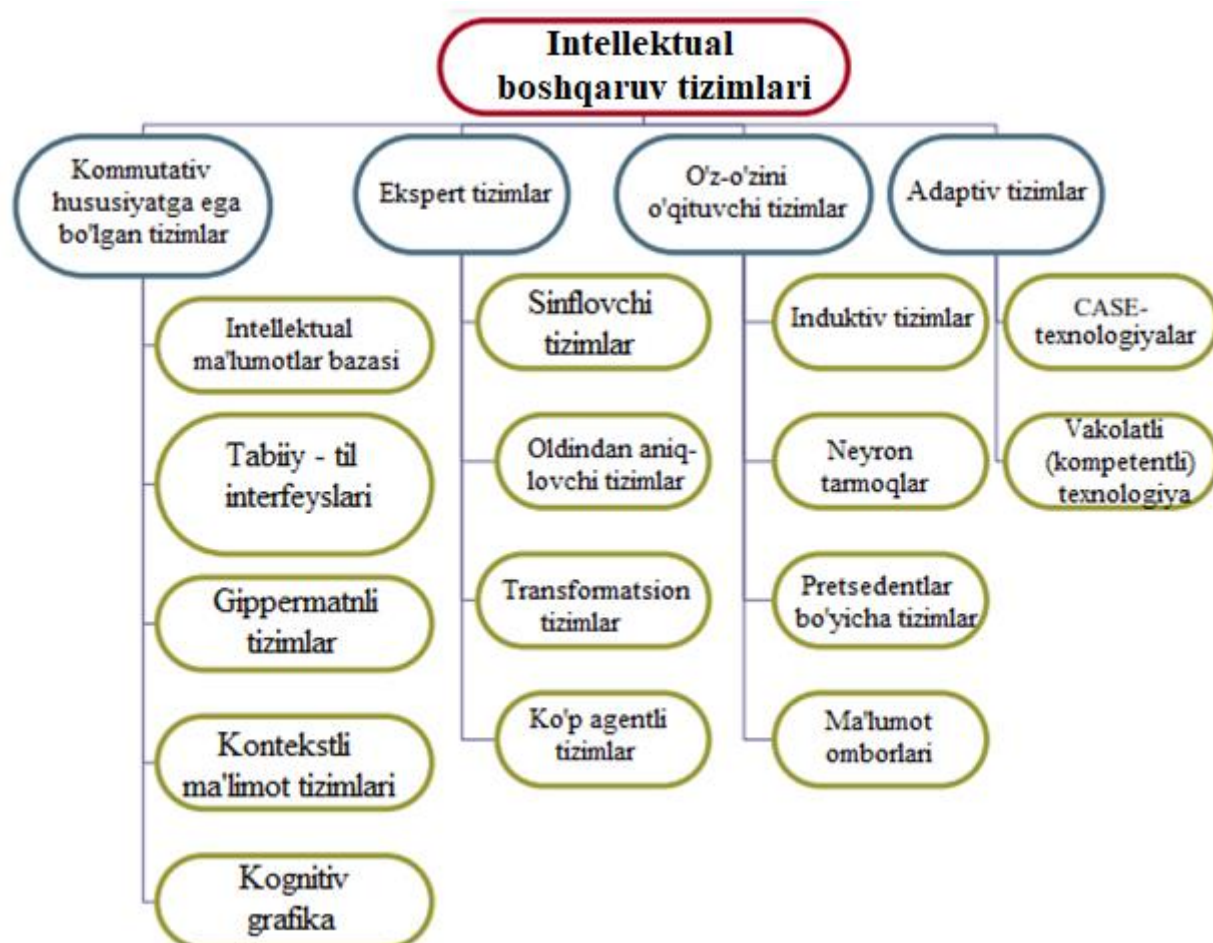 Intellektual
boshqaruv tizimlari
Kommutativ
hususiyatga ega
bo'lgan tizimlar
Intellektual
ma'lumotlar bazasi
Tabiiy - til
interfeyslari
Gippermatnli
tizimlar
Kontekstli
ma'limot tizimlari
Kognitiv
grafika
Ekspert tizimlar
Sinflovchi
tizimlar
Oldindan aniq-
lovchi tizimlar
Transformatsion
tizimlar
Ko'p agentli
tizimlar
O'z-o'zini
o'qituvchi tizimlar
Induktiv tizimlar
Neyron
tarmoqlar
Pretsedentlar
bo'yicha tizimlar
Ma'lumot
omborlari
Adaptiv tizimlar
CASE-
texnologiyalar
Vakolatli
(kompetentli)
texnologiya